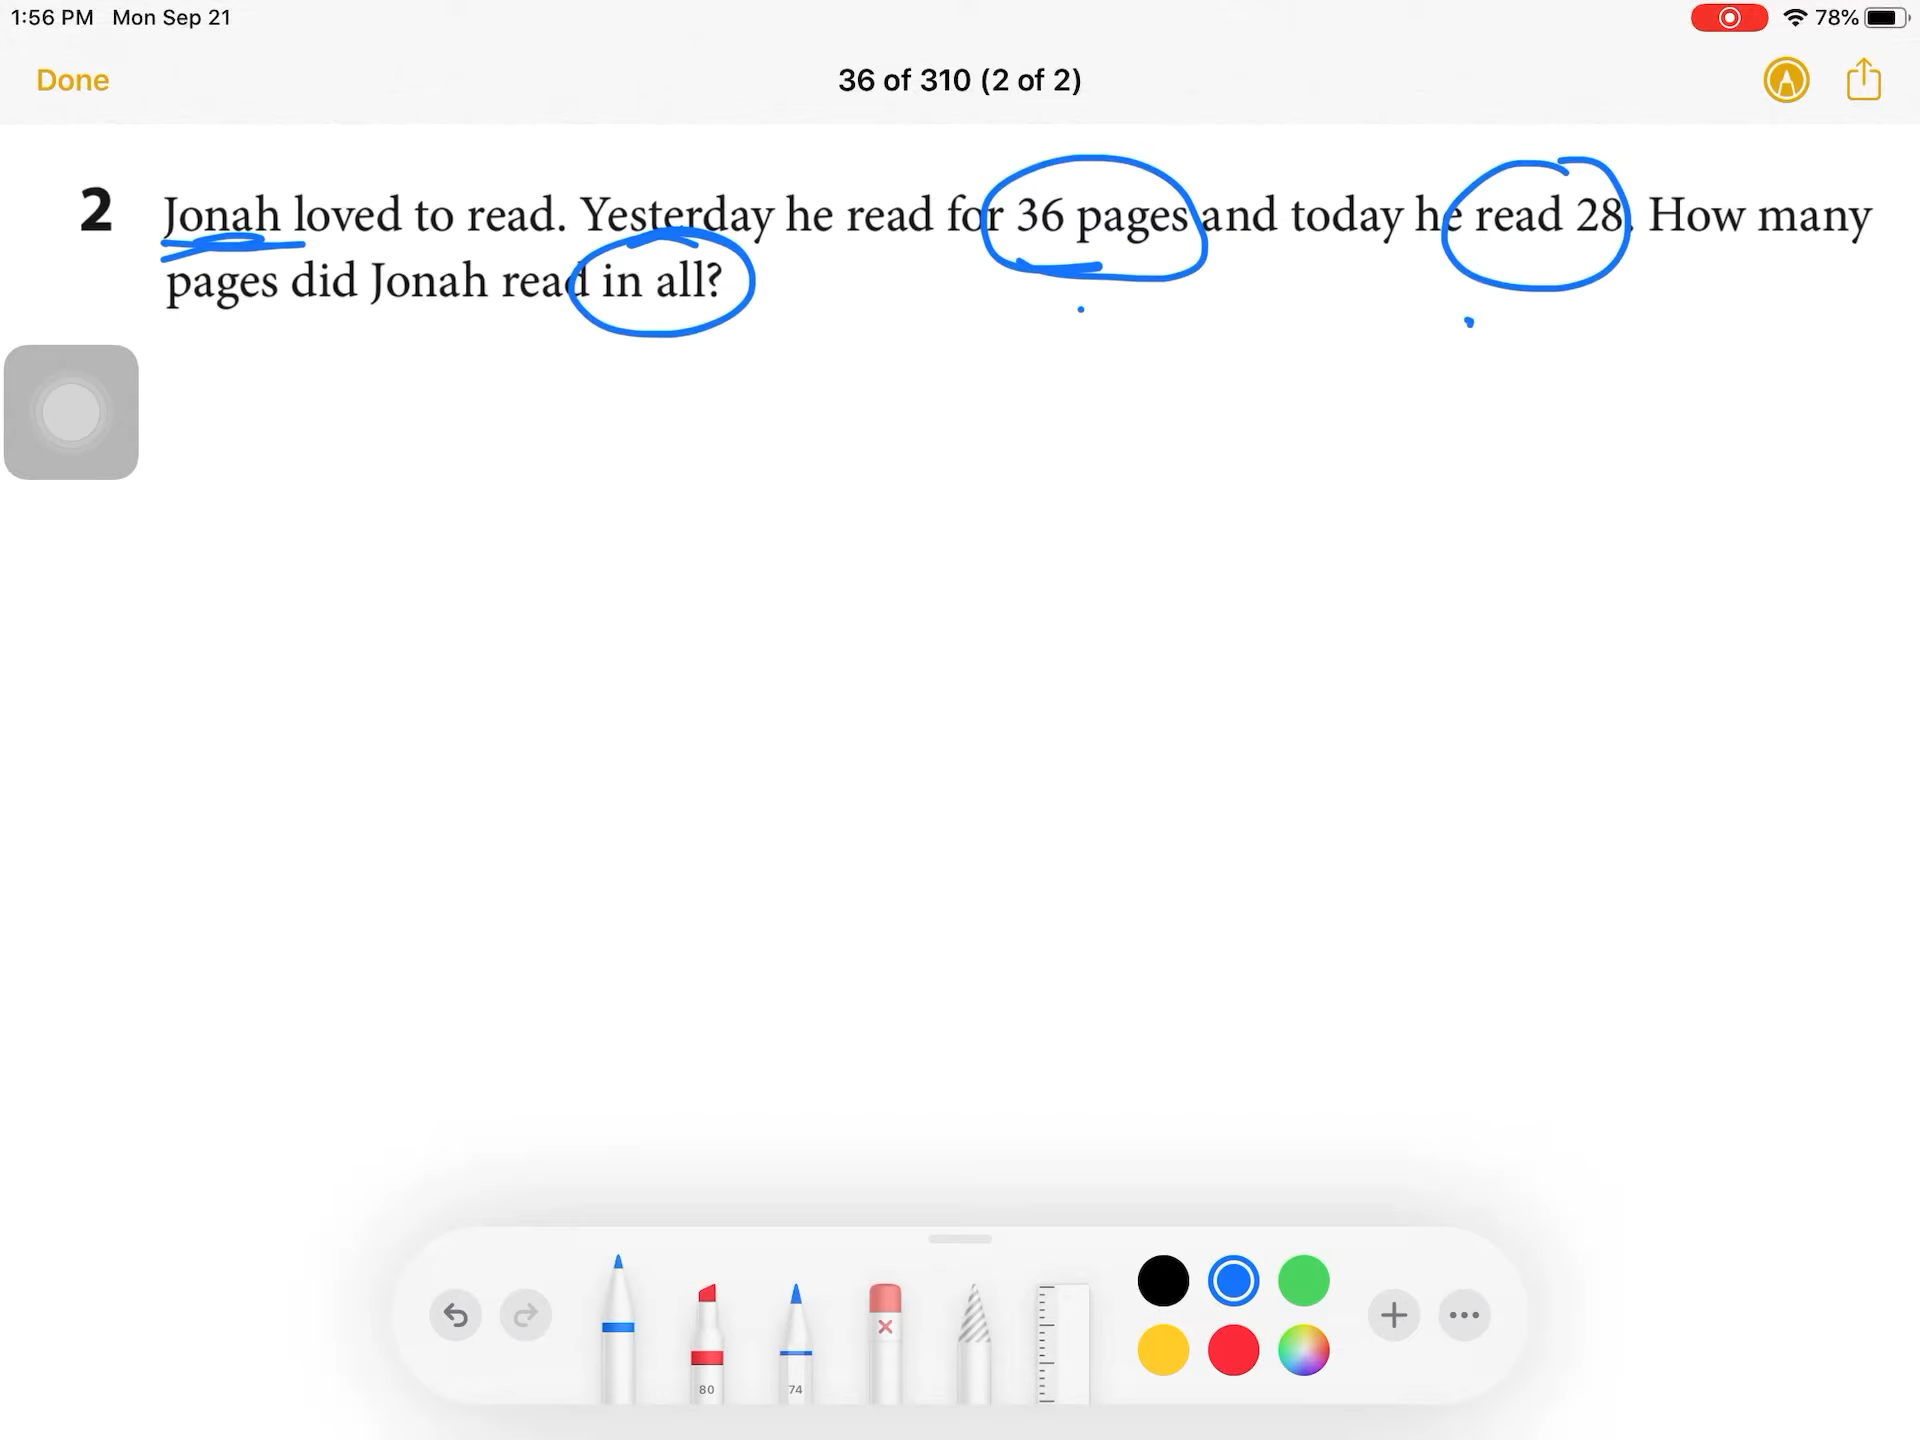 1:56 PM Mon Sep 21
78%
Done
36 of 310 (2 of 2)
2 Jonah loved to read. Yesterday he read for 36 pages and today he read 28. How many
pages did Jonah read in all?
80
74